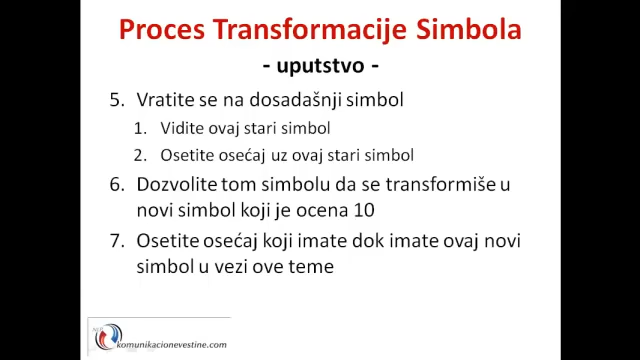 Proces Transformacije Simbola
- uputstvo -
5. Vratite se na dosadašnji simbol
1. Vidite ovaj stari simbol
2. Osetite osećaj uz ovaj stari simbol
6. Dozvolite tom simbolu da se transformiše u
novi simbol koji je ocena 10
7. Osetite osećaj koji imate dok imate ovaj novi
simbol u vezi ove teme
komunikacionevestine.com